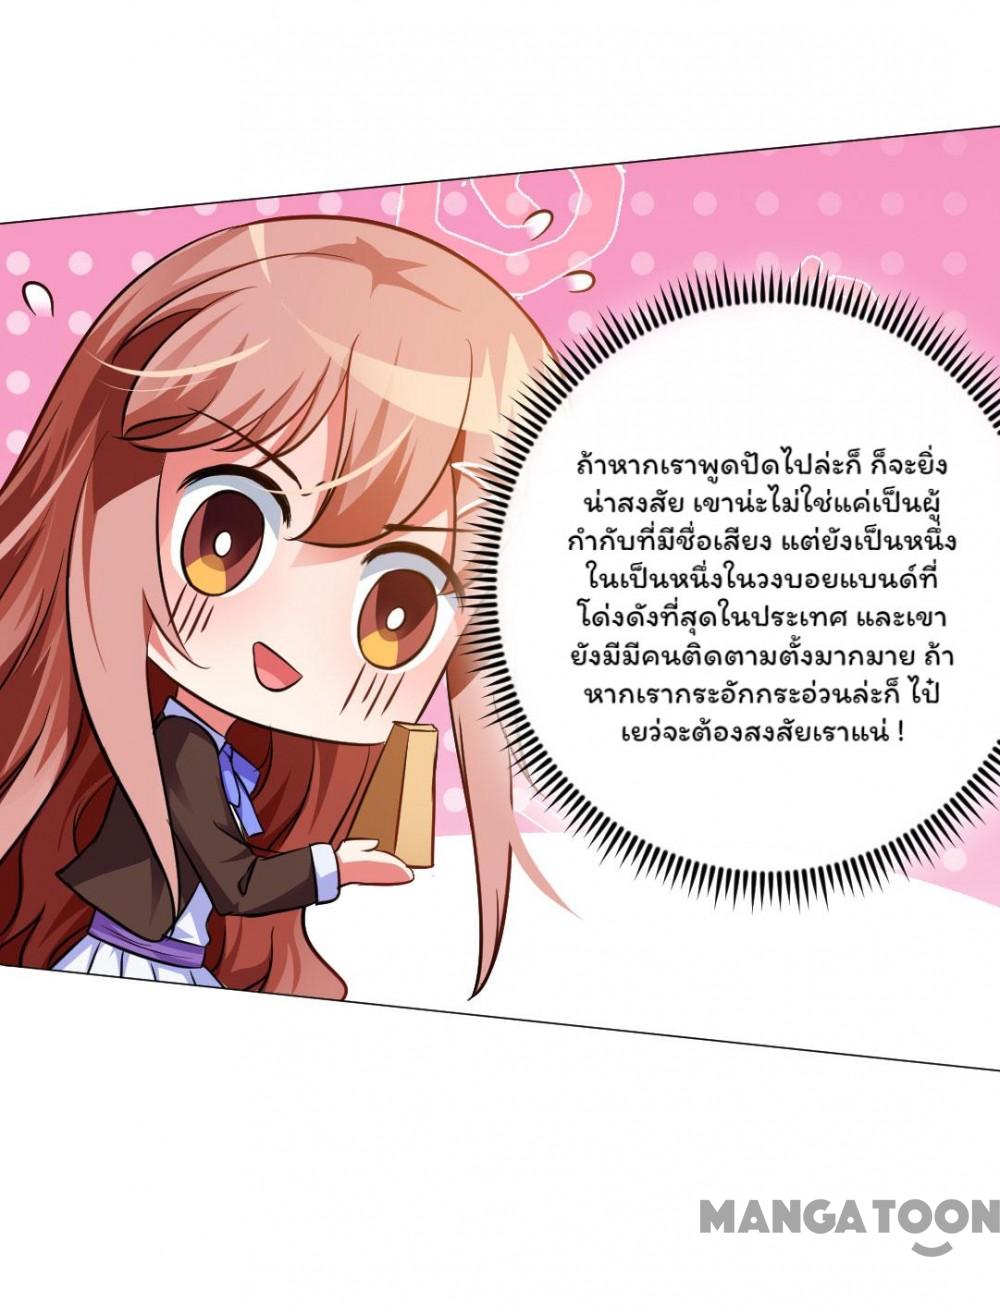 ถ้าหากเราพูดปัดไปล่ะก็ ก็จะยิ่ง
น่าสงสัย เขาน่ะไม่ใช่แค่เป็นผู้
กำกับที่มีชื่อเสียง แต่ยังเป็นหนึ่ง
ในเป็นหนึ่งในวงบอยแบนด์ที่
โด่งดังที่สุดในประเทศ และเขา
ยังมีมีคนติดตามตั้งมากมาย ถ้า
หากเรากระอักกระอ่วนล่ะก็ ไป๋
เยว่จะต้องสงสัยเราแน่ !
MANGATOON